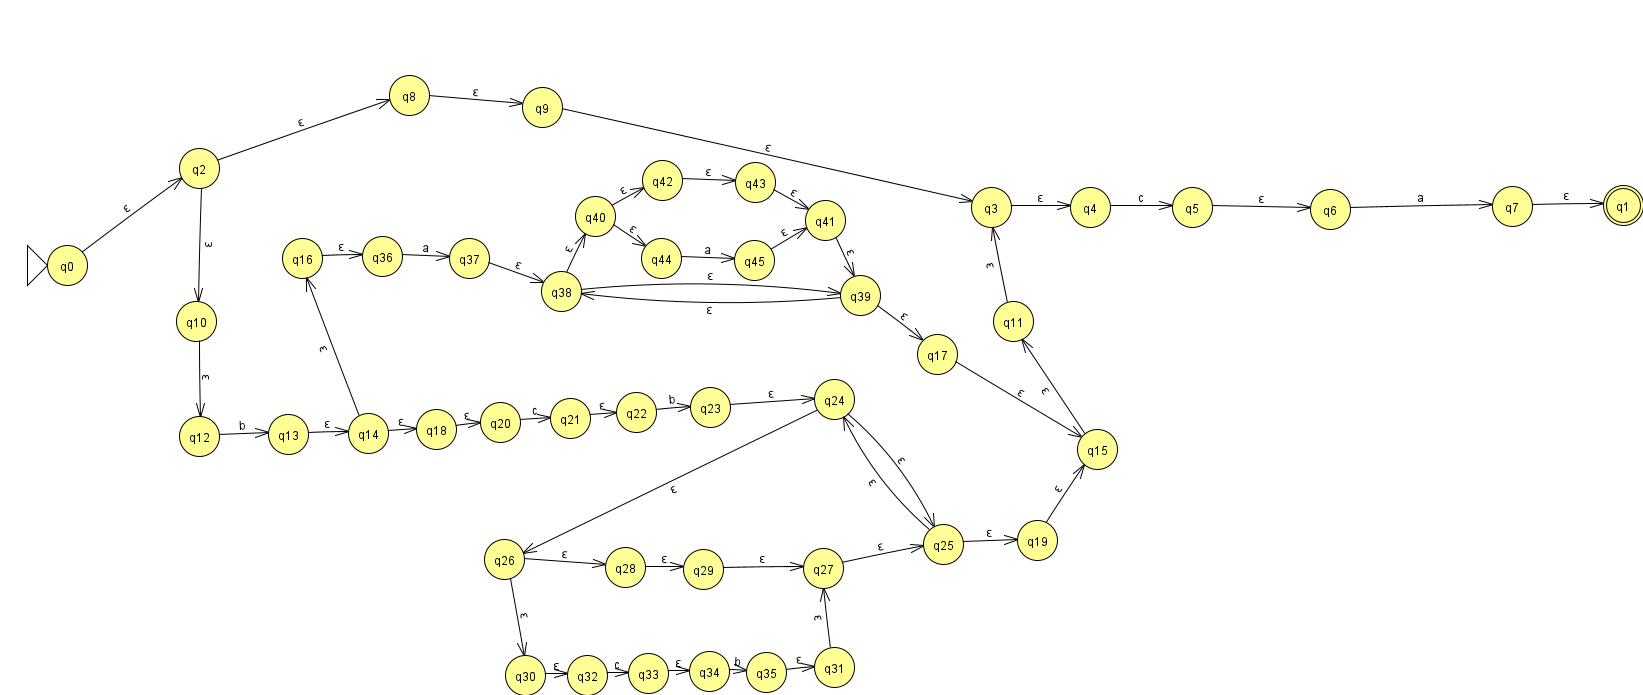 q8 ε q9
ε
q2 ε
q42 ε q43
ε ε
ε q40 q41 q3 ε q4 c q5 ε q6 a q7 ε q1
ε ε
q0 q16 ε q36 a q37 q44 a q45 ε
ε ε ε
ε q38 ε q39
ε
q10 ε q11
ε
q17
ε ε
ε ε
q24
q12 b q13 ε q14 ε q18 ε q20 c q21 ε q22 b q23 ε
q15
ε ε
ε ε ε
q26 ε q28 ε q29 ε q27 ε q25 ε q19
ε ε
q30 ε q32 c q33 ε q34 b q35 ε q31